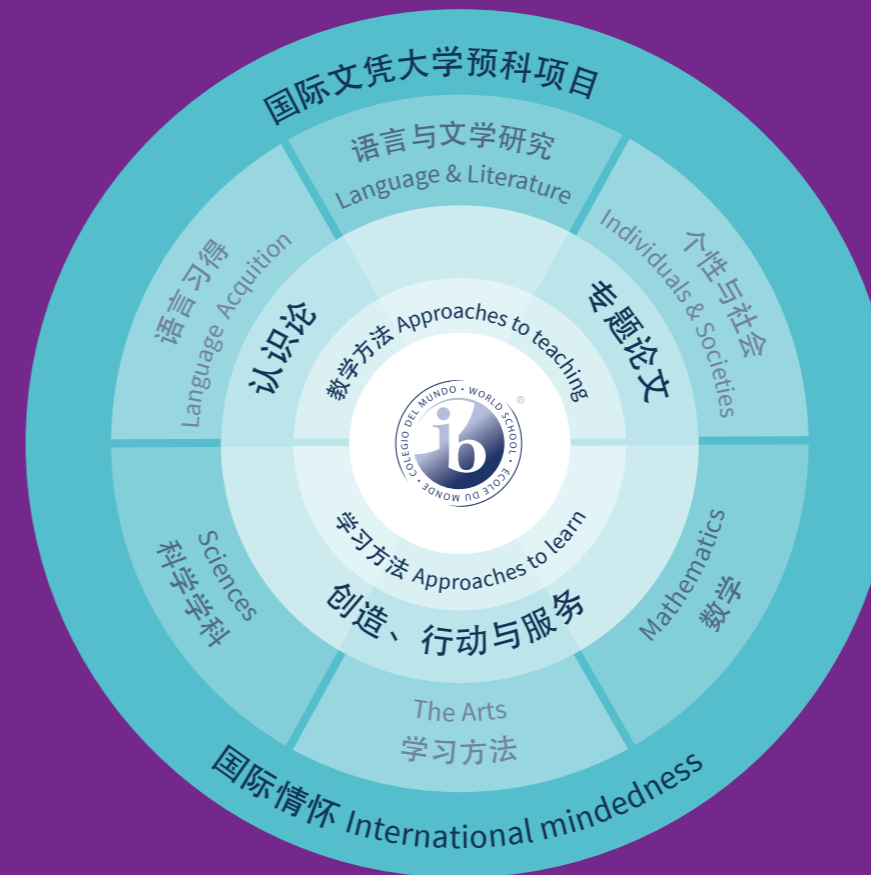 国际文凭大学预科项目
语言与文学研究
Language & Literature
语言习得
Language Acquition
个性与社会
Individuals & Societies
认识论
专题论文
教学方法 Approaches to teaching
COLEGIO DEL MUNDO • WORLD SCHOOL • ÉCOLE DU MONDE •
®
ib
学习方法 Approaches to learn
创造、行动与服务
Sciences
科学学科
Mathematics
数学
The Arts
学习方法
国际情怀 International mindedness